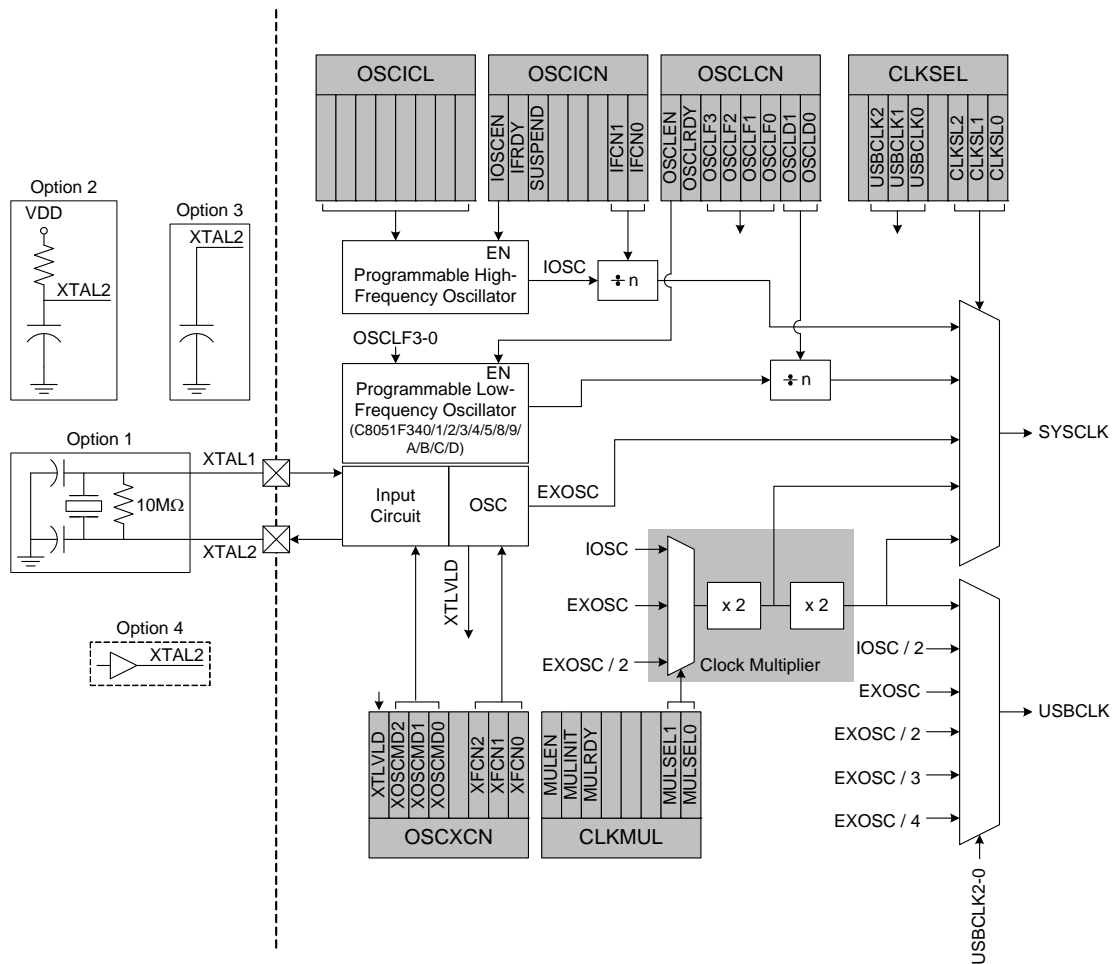 OSCICL
OSCICN
OSCLCN
CLKSEL
IOSCEN
IFRDY
SUSPEND
IFCN1
IFCN0
OSCLEN
OSCLRDY
OSCLF3
OSCLF2
OSCLF1
OSCLF0
OSCLD1
OSCLD0
USBCLK2
USBCLK1
USBCLK0
CLKSL2
CLKSL1
CLKSL0
Option 2
VDD
XTAL2
Option 3
XTAL2
EN
Programmable High-
Frequency Oscillator
IOSC
÷ n
OSCLF3-0
EN
Programmable Low-
Frequency Oscillator
(C8051F340/1/2/3/4/5/8/9/
A/B/C/D)
÷ n
SYSCLK
Option 1
10MΩ
XTAL1
XTAL2
Input
Circuit
OSC
EXOSC
XTLVLD
IOSC
EXOSC
EXOSC / 2
x 2
x 2
Clock Multiplier
Option 4
XTAL2
IOSC / 2
EXOSC
EXOSC / 2
EXOSC / 3
EXOSC / 4
USBCLK
USBCLK2-0
XTLVLD
XOSCMD2
XOSCMD1
XOSCMD0
XFCN2
XFCN1
XFCN0
OSCXCN
MULEN
MULINIT
MULRDY
MULSEL1
MULSEL0
CLKMUL